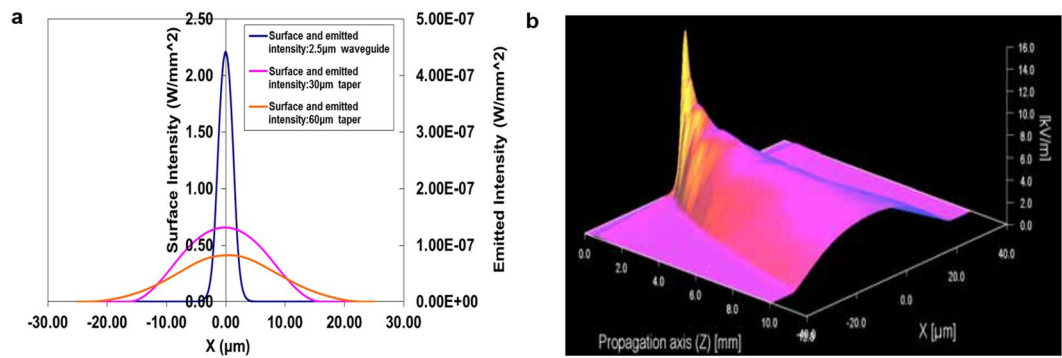 a
b
2.50
2.00
1.50
1.00
0.50
0.00
Surface Intensity (W/mm^2)
5.00E-07
4.00E-07
3.00E-07
2.00E-07
1.00E-07
0.00E+00
Emitted Intensity (W/mm^2)
Surface and emitted
intensity:2.5µm waveguide
Surface and emitted
intensity:30µm taper
Surface and emitted
intensity:60µm taper
-30.00 -20.00 -10.00 0.00 10.00 20.00 30.00
X (µm)
16.0
14.0
12.0
10.0
8.0
6.0
4.0
2.0
0.0
[kV/m]
0.0
2.0
4.0
6.0
8.0
10.0
Propagation axis (Z) [mm]
-20.0
0.0
20.0
40.0
X [µm]